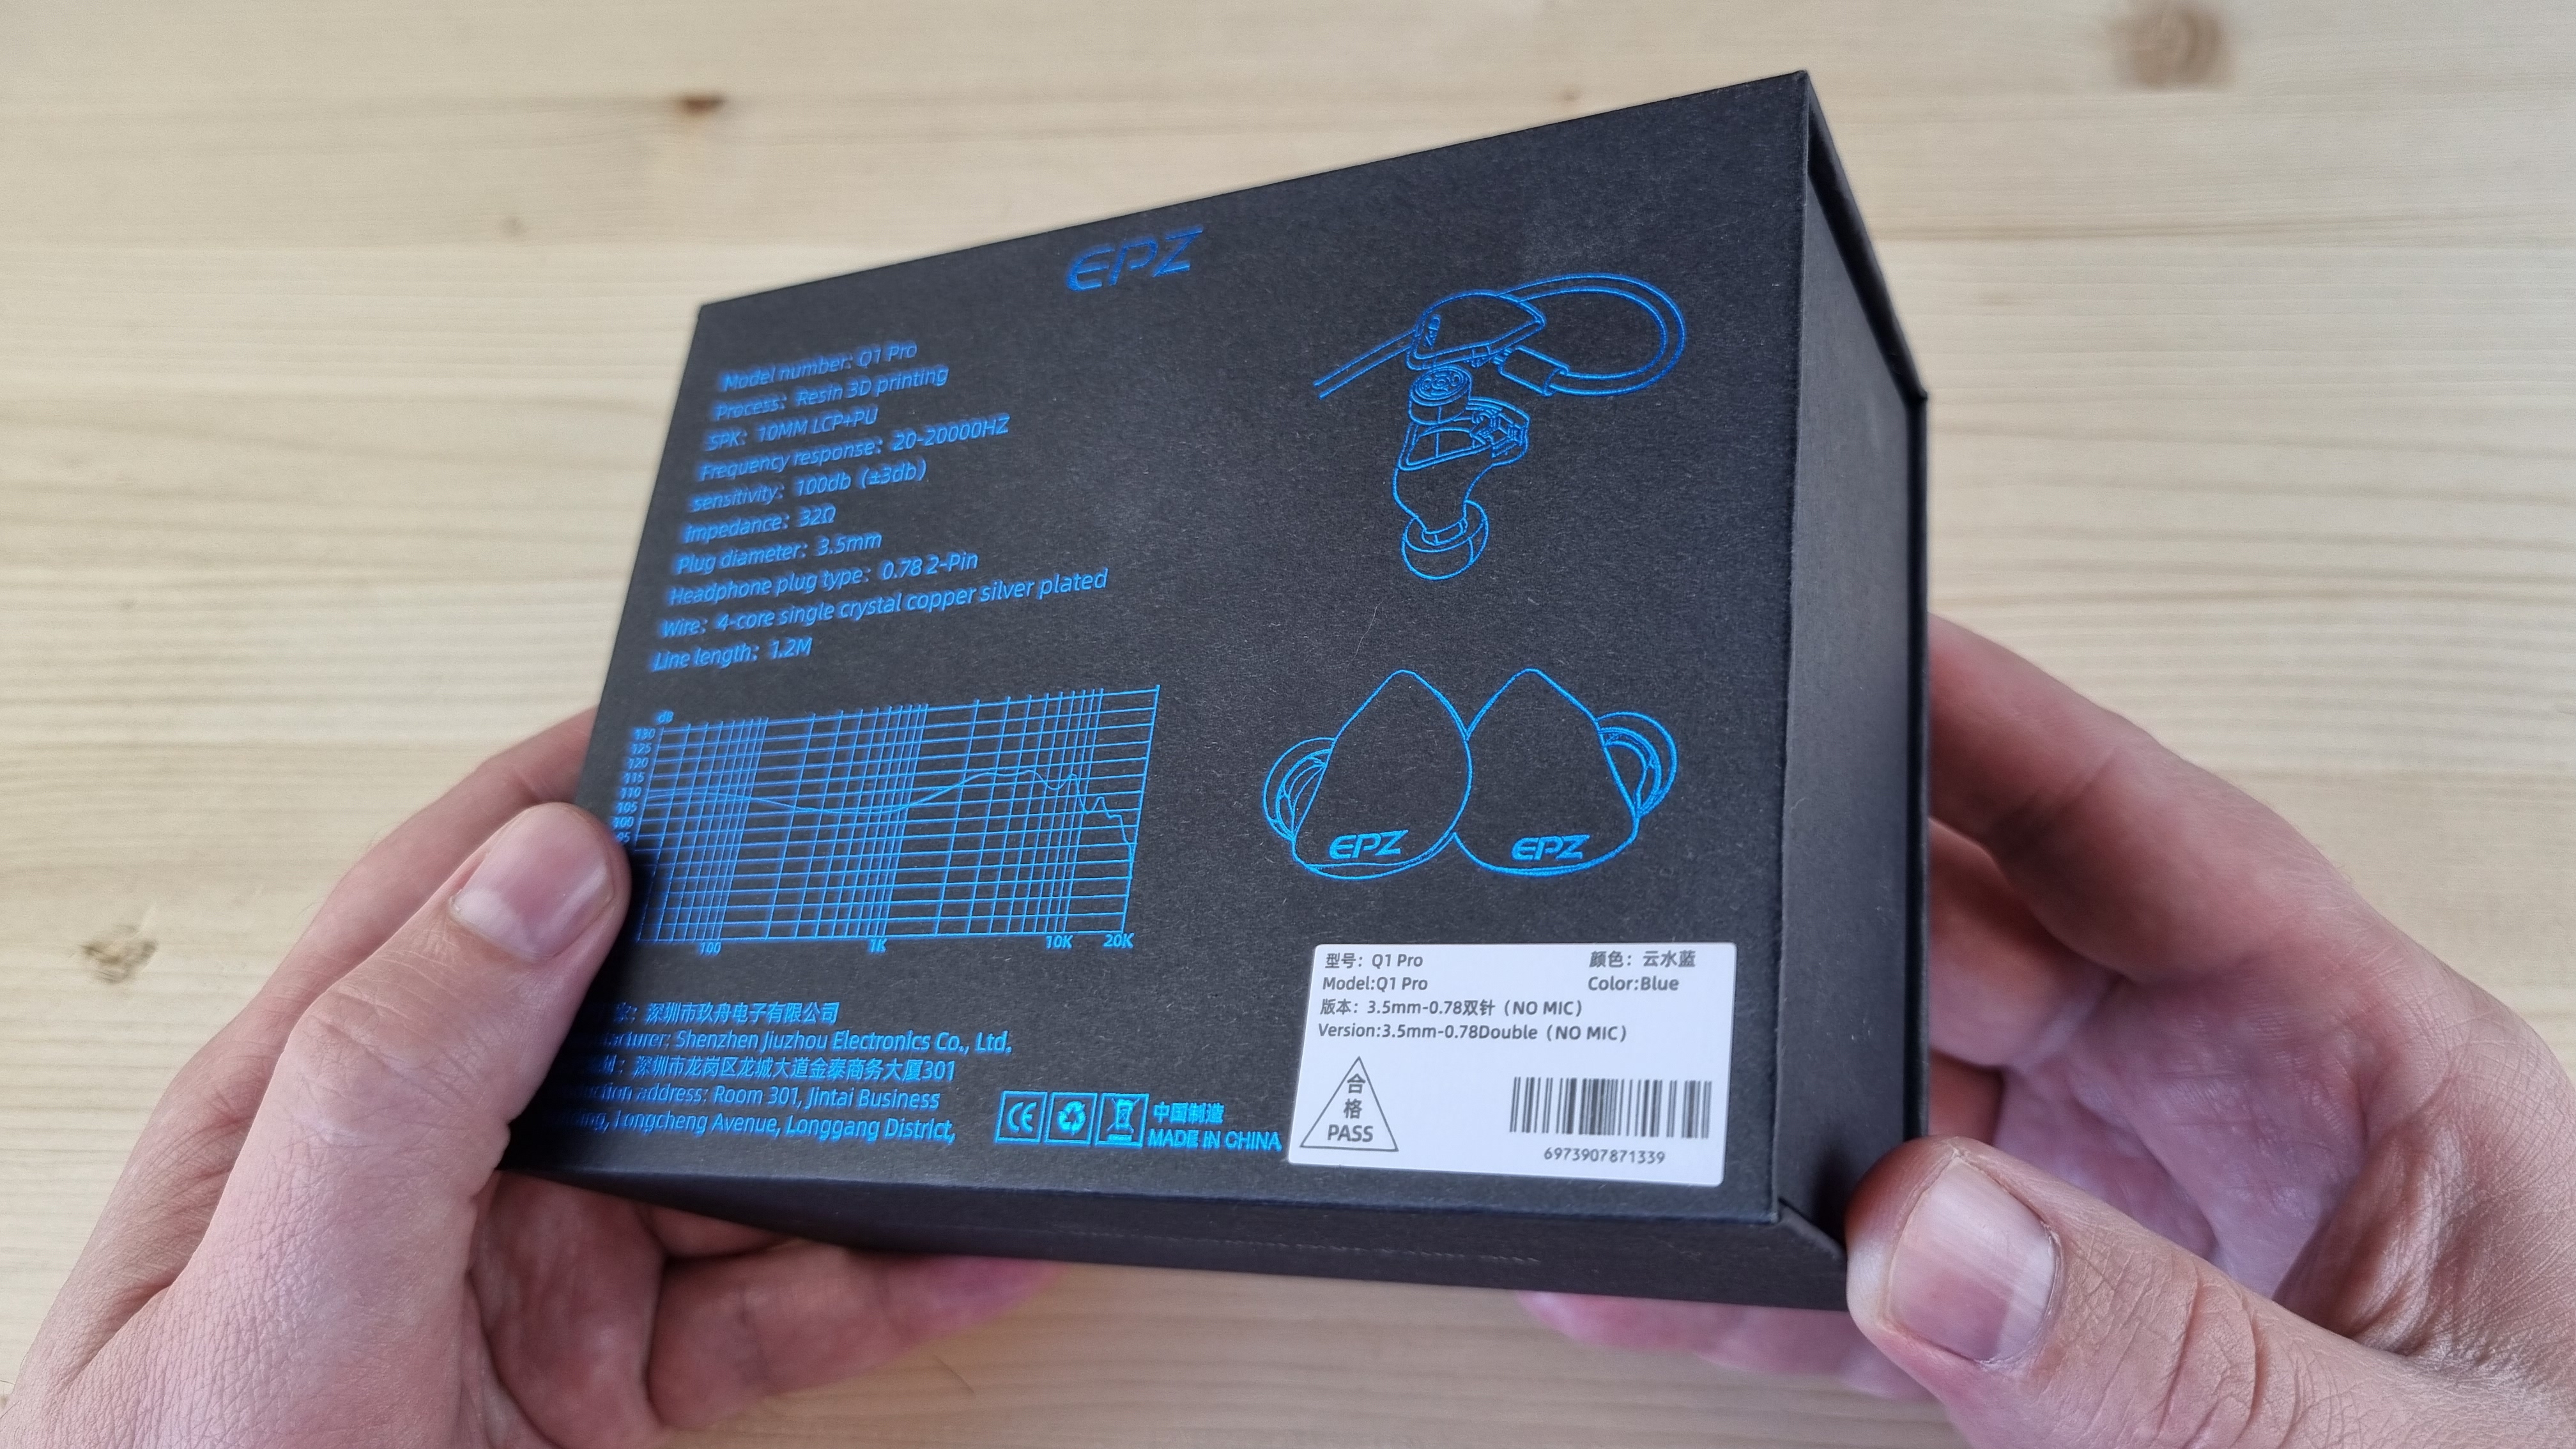 EPZ
Model number: Q1 Pro
Process: Resin 3D printing
SPK: 10MM LCP+PU
Frequency response: 20-20000HZ
sensitivity: 100db (±3db)
impedance: 32Ω
Plug diameter: 3.5mm
Headphone plug type: 0.78 2-Pin
Wire: 4-core single crystal copper silver plated
Line length: 1.2M
dB
130
125
120
115
110
105
100
95
100
1K
10K
20K
EPZ
EPZ
深圳市玖舟电子有限公司
Shenzhen Jiuzhou Electronics Co., Ltd.
深圳市龙岗区龙城大道金泰商务大厦301
address: Room 301, Jintai Business
Longcheng Avenue, Longgang District,
CE
中国制造
MADE IN CHINA
型号：Q1 Pro
颜色：云水蓝
Model:Q1 Pro
Color:Blue
版本：3.5mm-0.78双针（NO MIC）
Version:3.5mm-0.78Double（NO MIC）
合
格
PASS
6973907871339